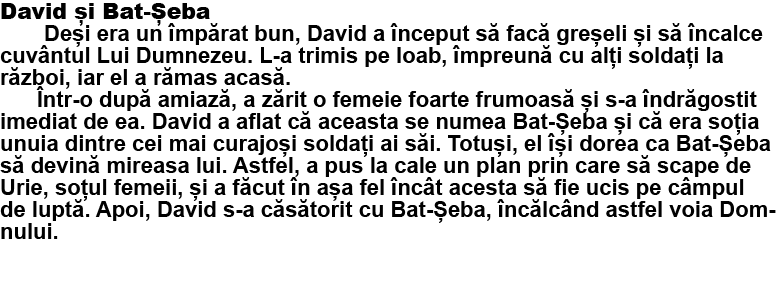 David și Bat-Șeba
Deși era un împărat bun, David a început să facă greșeli și să încalce
cuvântul Lui Dumnezeu. L-a trimis pe Ioab, împreună cu alți soldați la
război, iar el a rămas acasă.
Într-o după amiază, a zărit o femeie foarte frumoasă și s-a îndrăgostit
imediat de ea. David a aflat că aceasta se numea Bat-Șeba și că era soția
unuia dintre cei mai curajoși soldați ai săi. Totuși, el își dorea ca Bat-Șeba
să devină mireasa lui. Astfel, a pus la cale un plan prin care să scape de
Urie, soțul femeii, și a făcut în așa fel încât acesta să fie ucis pe câmpul
de luptă. Apoi, David s-a căsătorit cu Bat-Șeba, încălcând astfel voia Dom-
nului.